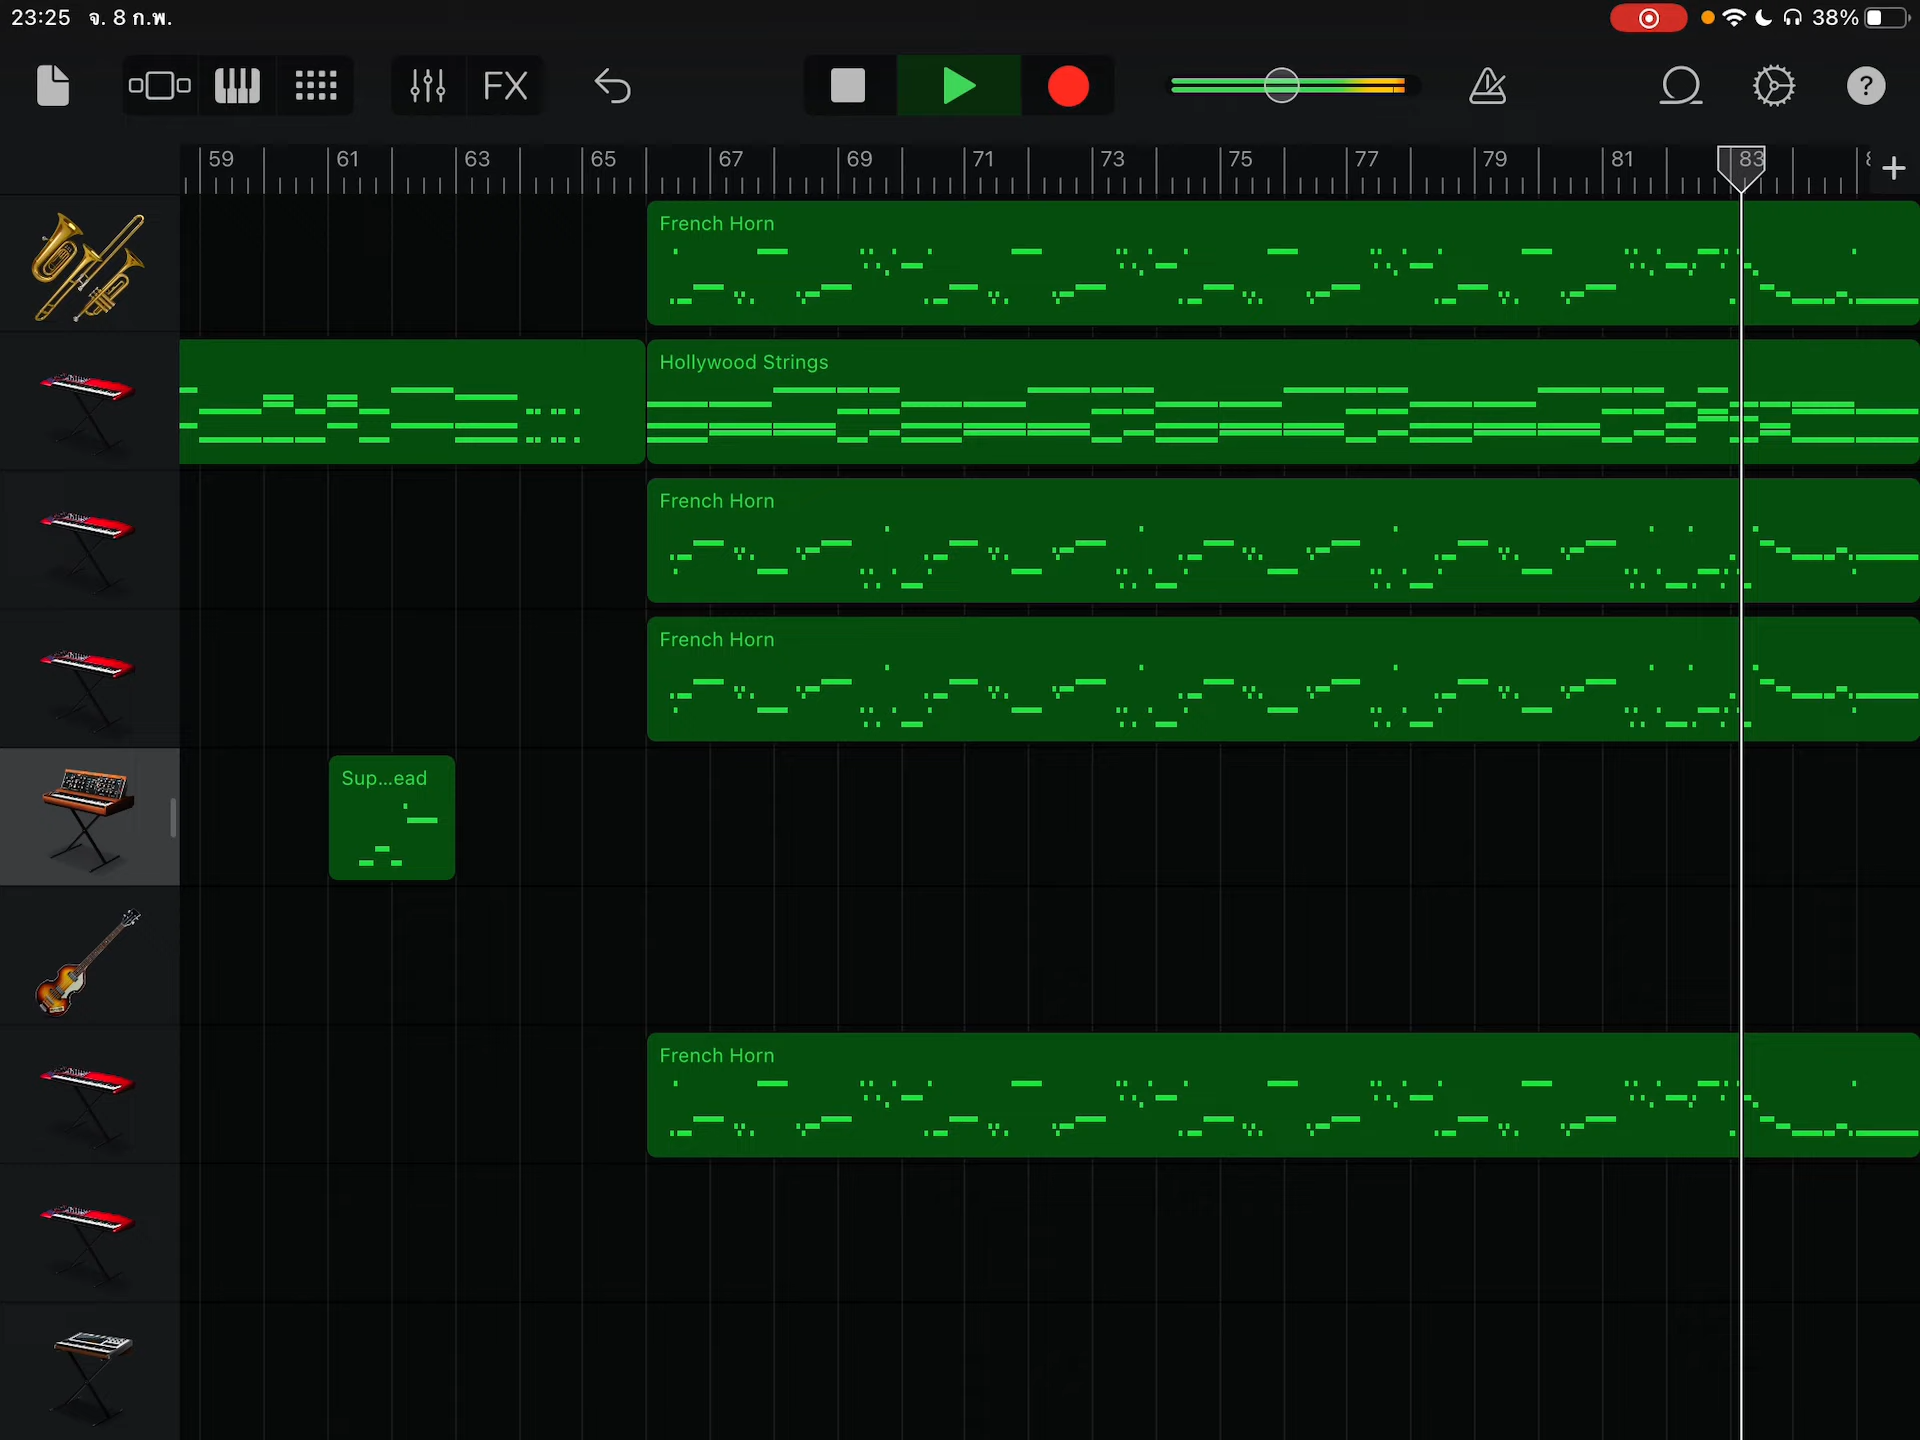 23:25 จ. 8 ก.พ. 38%
FX ?
59 61 63 65 67 69 71 73 75 77 79 81 83
French Horn
Hollywood Strings
French Horn
French Horn
Sup...ead
French Horn